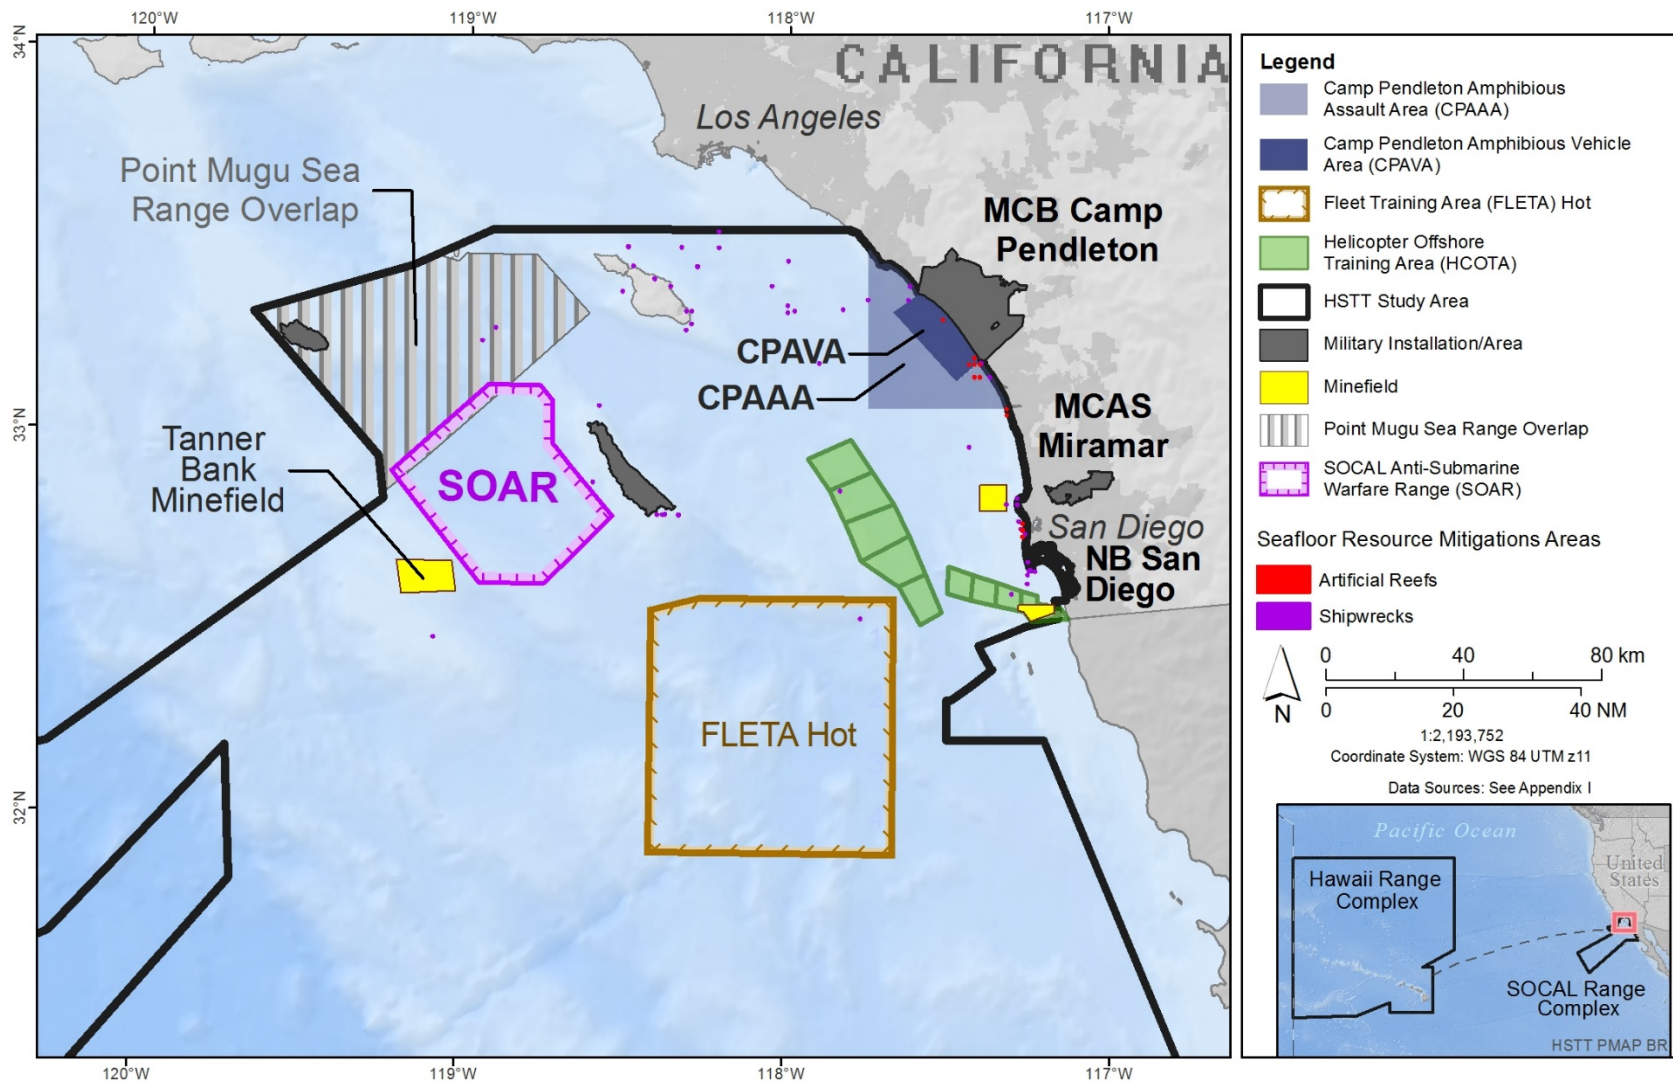 120°W
119°W
118°W
117°W
34°N
33°N
32°N
CALIFORNIA
Los Angeles
Point Mugu Sea
Range Overlap
MCB Camp
Pendleton
CPAVA
CPAAA
MCAS
Miramar
Tanner
Bank
Minefield
SOAR
San Diego
NB San
Diego
FLETA Hot
120°W
119°W
118°W
117°W
Legend
Camp Pendleton Amphibious
Assault Area (CPAAA)
Camp Pendleton Amphibious Vehicle
Area (CPAVA)
Fleet Training Area (FLETA) Hot
Helicopter Offshore
Training Area (HCOTA)
HSTT Study Area
Military Installation/Area
Minefield
Point Mugu Sea Range Overlap
SOCAL Anti-Submarine
Warfare Range (SOAR)
Seafloor Resource Mitigations Areas
Artificial Reefs
Shipwrecks
N
0 40 80 km
0 20 40 NM
1:2,193,752
Coordinate System: WGS 84 UTM z11
Data Sources: See Appendix I
Pacific Ocean
United
States
Hawaii Range
Complex
SOCAL Range
Complex
HSTT PMAP BR